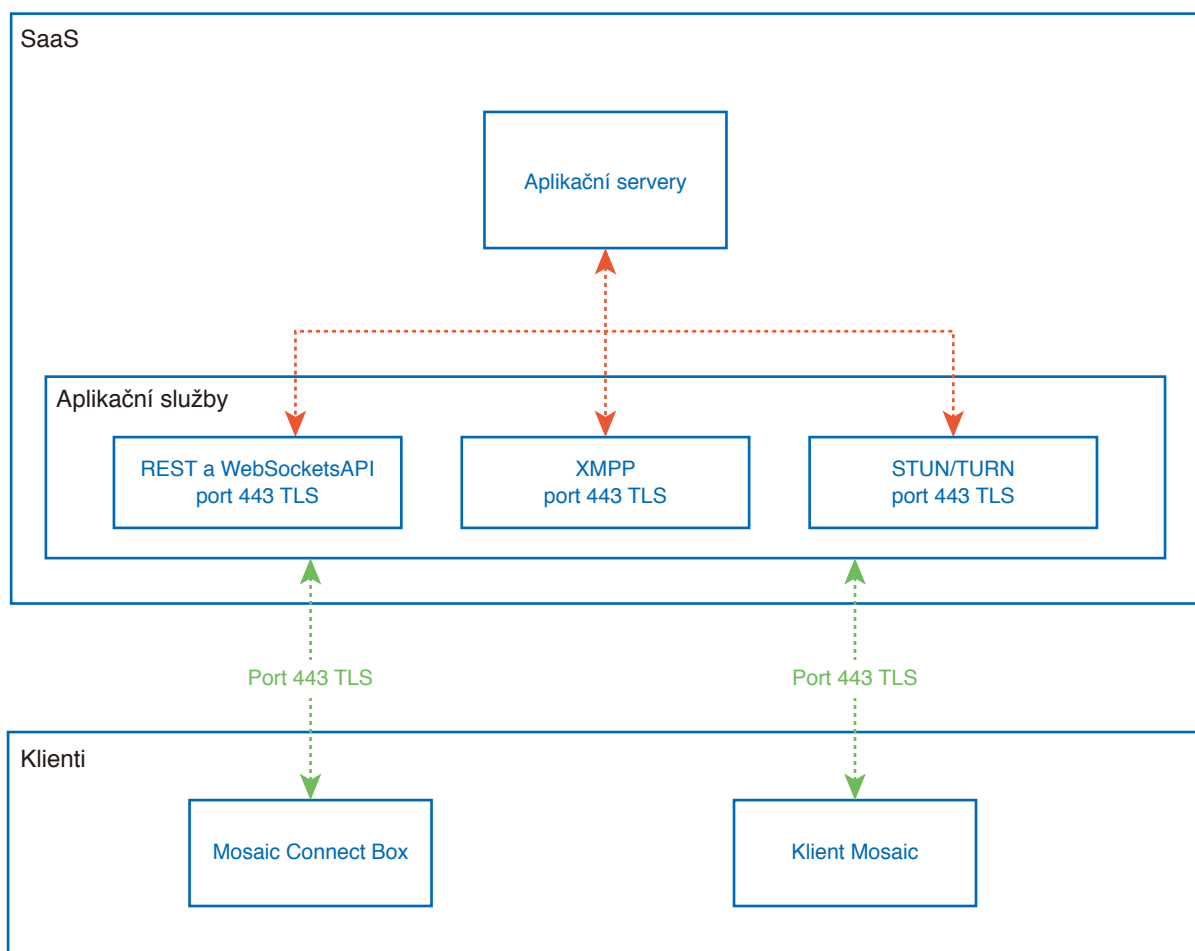 SaaS
Aplikační servery
Aplikační služby
REST a WebSocketsAPI
port 443 TLS
XMPP
port 443 TLS
STUN/TURN
port 443 TLS
Port 443 TLS
Port 443 TLS
Klienti
Mosaic Connect Box
Klient Mosaic